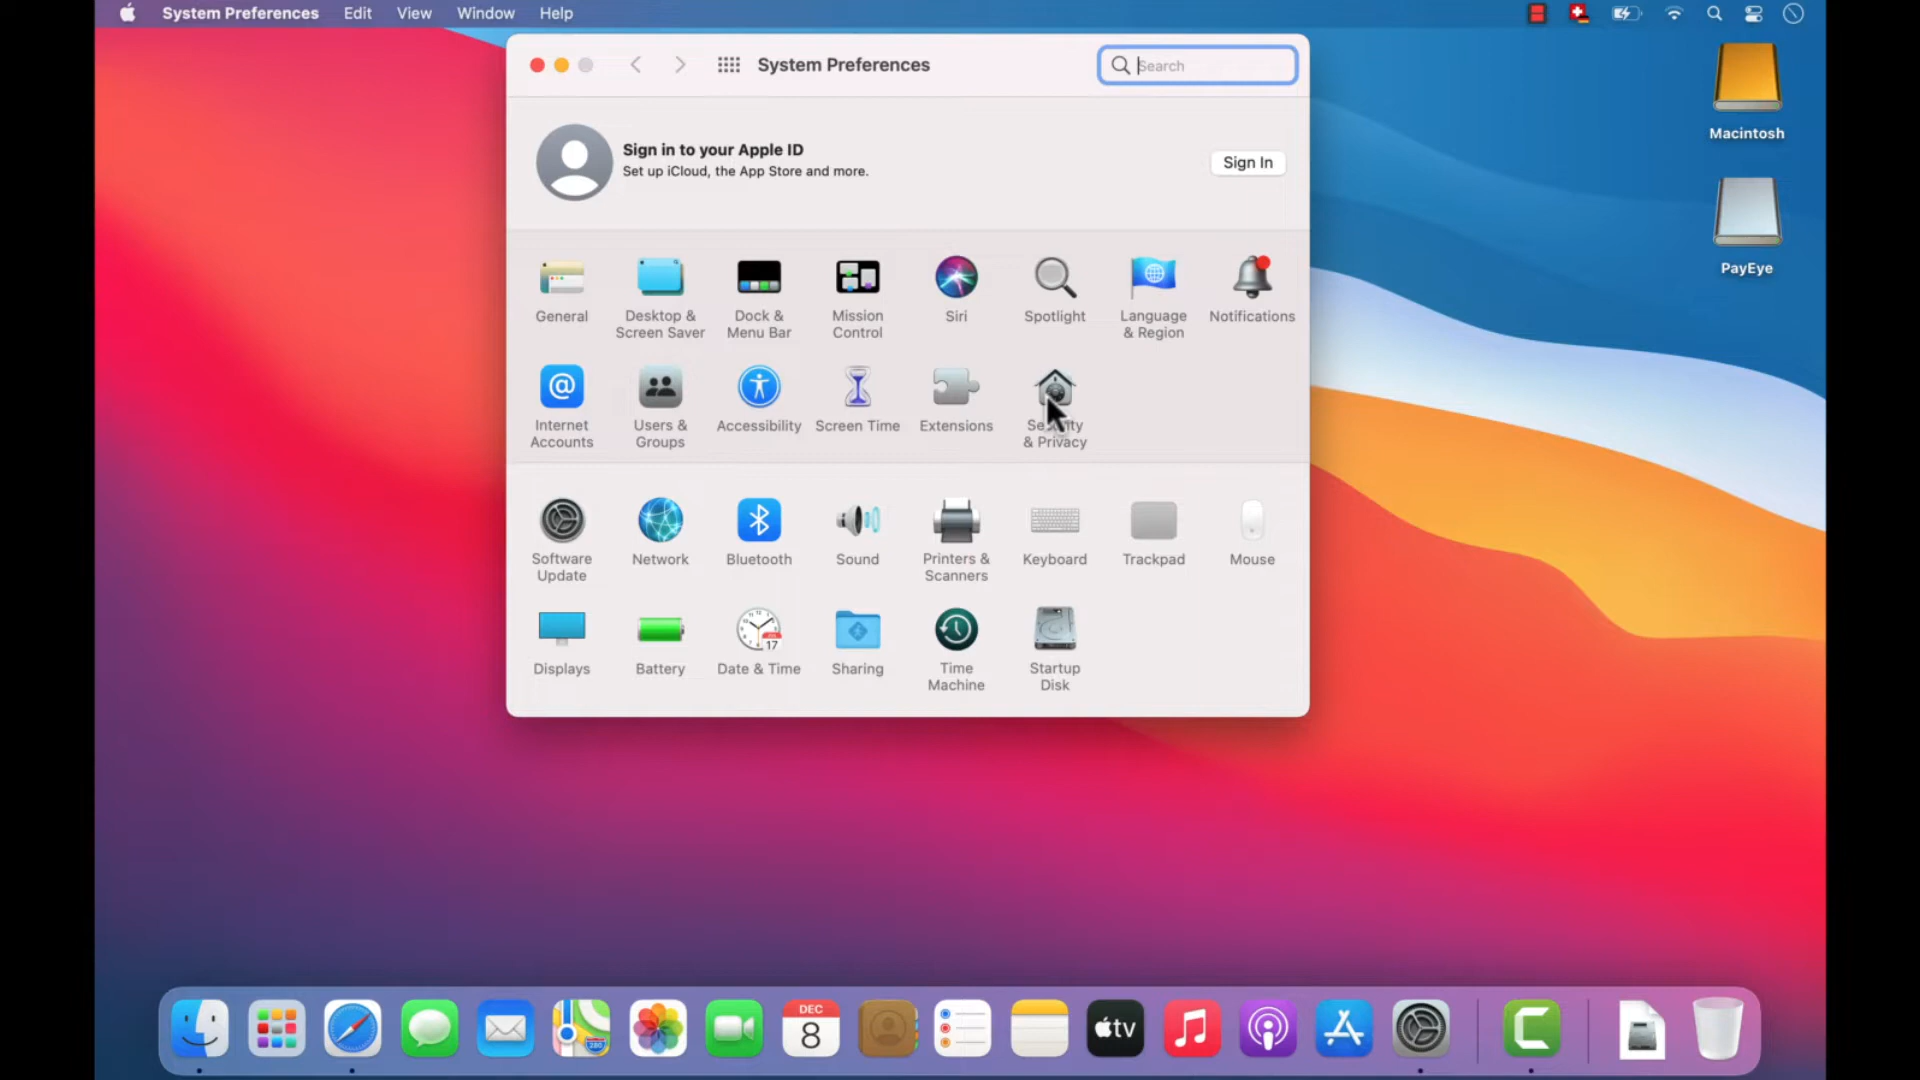 System Preferences Edit View Window Help
System Preferences
Search
Sign in to your Apple ID
Set up iCloud, the App Store and more.
Sign In
Macintosh
PayEye
General
Desktop &
Screen Saver
Dock &
Menu Bar
Mission
Control
Siri
Spotlight
Language
& Region
Notifications
Internet
Accounts
Users &
Groups
Accessibility
Screen Time
Extensions
Security
& Privacy
Software
Update
Network
Bluetooth
Sound
Printers &
Scanners
Keyboard
Trackpad
Mouse
Displays
Battery
17
Date & Time
Sharing
Time
Machine
Startup
Disk
280
DEC
8
tv